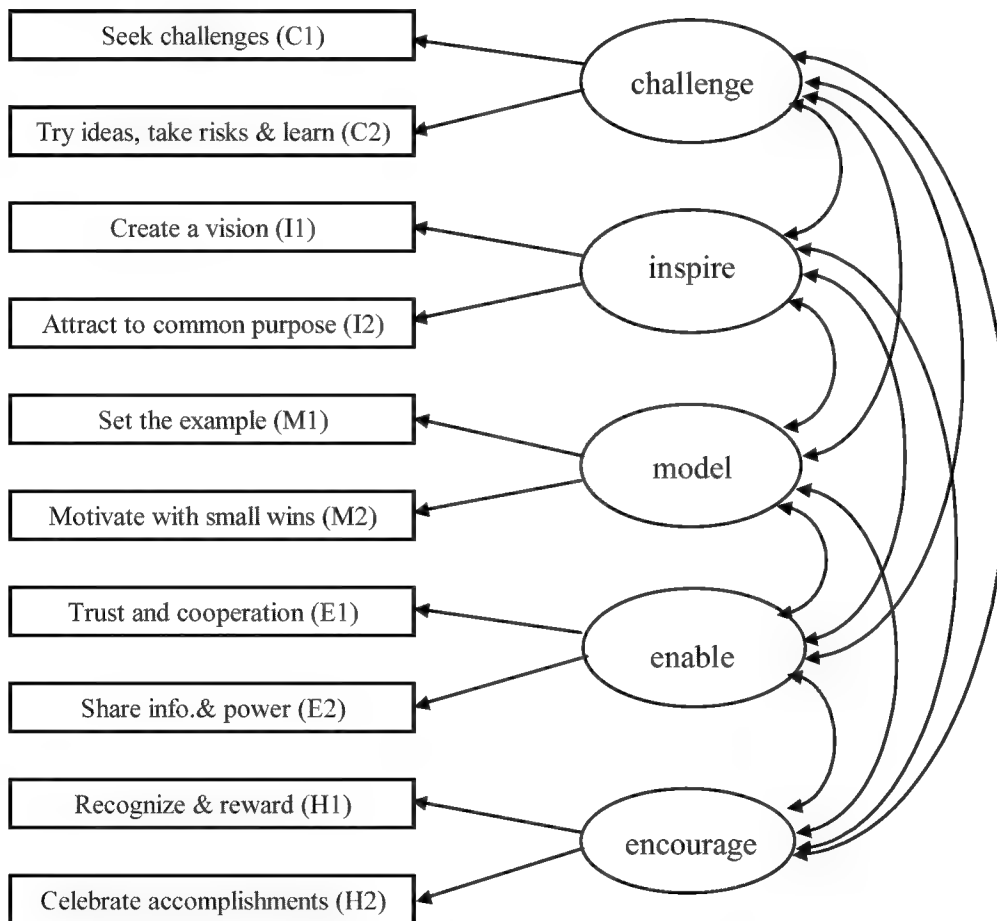 Seek challenges (C1)
challenge
Try ideas, take risks & learn (C2)
Create a vision (I1)
inspire
Attract to common purpose (I2)
Set the example (M1)
model
Motivate with small wins (M2)
Trust and cooperation (E1)
enable
Share info.& power (E2)
Recognize & reward (H1)
encourage
Celebrate accomplishments (H2)